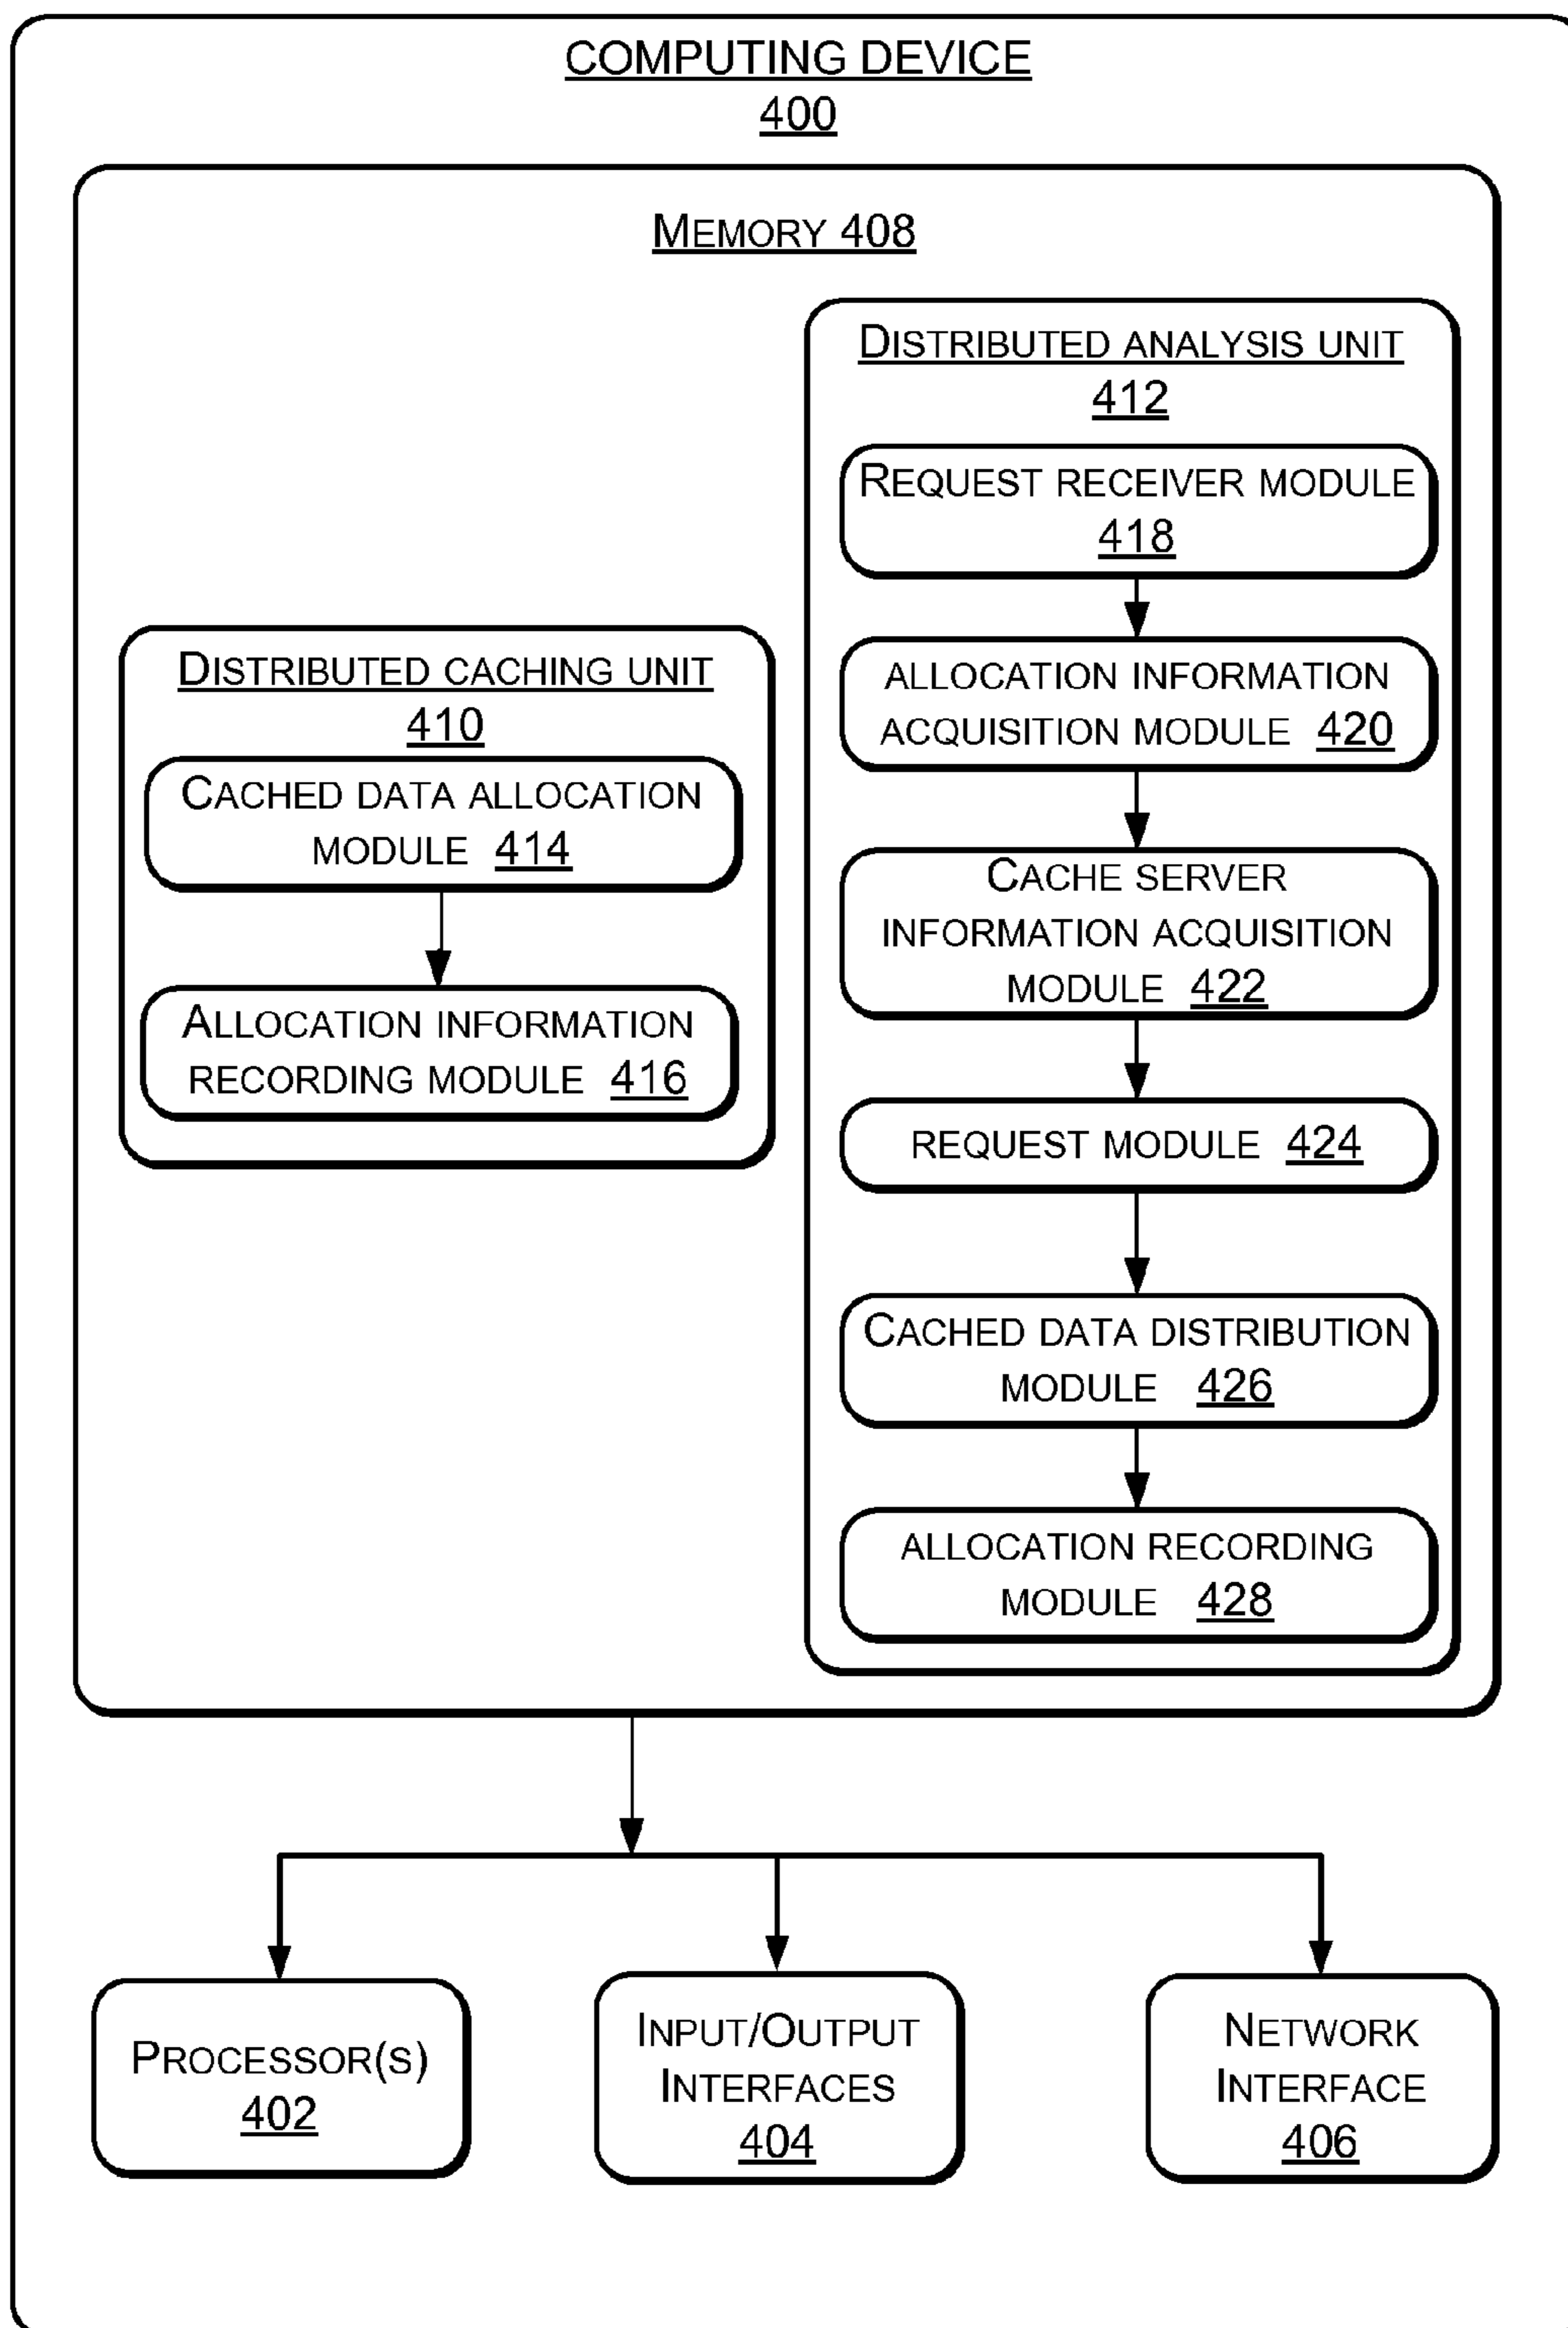 COMPUTING DEVICE
400
MEMORY 408
DISTRIBUTED ANALYSIS UNIT
412
REQUEST RECEIVER MODULE
418
ALLOCATION INFORMATION
ACQUISITION MODULE 420
CACHE SERVER
INFORMATION ACQUISITION
MODULE 422
REQUEST MODULE 424
CACHED DATA DISTRIBUTION
MODULE 426
ALLOCATION RECORDING
MODULE 428
DISTRIBUTED CACHING UNIT
410
CACHED DATA ALLOCATION
MODULE 414
ALLOCATION INFORMATION
RECORDING MODULE 416
PROCESSOR(S)
402
INPUT/OUTPUT
INTERFACES
404
NETWORK
INTERFACE
406